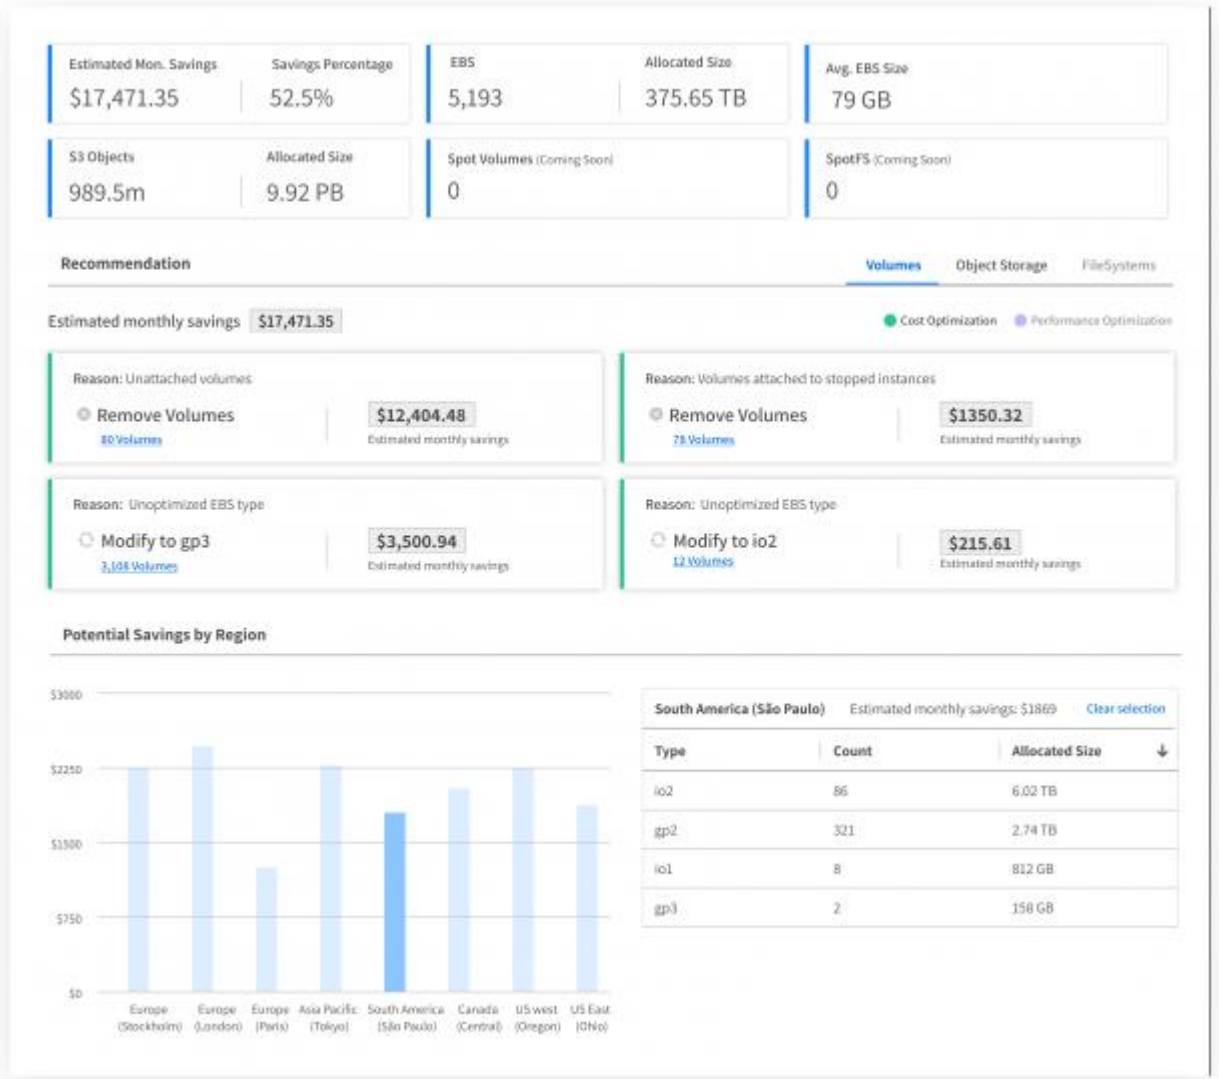 Estimated Mon. Savings Savings Percentage
$17,471.35 52.5%
EBS Allocated Size
5,193 375.65 TB
Avg. EBS Size
79 GB
S3 Objects Allocated Size
989.5m 9.92 PB
Spot Volumes (Coming Soon)
0
SpotFS (Coming Soon)
0
Recommendation Volumes Object Storage FileSystems
Estimated monthly savings $17,471.35 Cost Optimization Performance Optimization
Reason: Unattached volumes
Remove Volumes $12,404.48
80 Volumes Estimated monthly savings
Reason: Volumes attached to stopped instances
Remove Volumes $1350.32
78 Volumes Estimated monthly savings
Reason: Unoptimized EBS type
Modify to gp3 $3,500.94
3,108 Volumes Estimated monthly savings
Reason: Unoptimized EBS type
Modify to io2 $215.61
12 Volumes Estimated monthly savings
Potential Savings by Region
$3000
$2250
$1500
$750
$0
Europe (Stockholm)
Europe (London)
Europe (Paris)
Asia Pacific (Tokyo)
South America (São Paulo)
Canada (Central)
US west (Oregon)
US East (Ohio)
South America (São Paulo) Estimated monthly savings: $1869 Clear selection
Type Count Allocated Size
io2 86 6.02 TB
gp2 321 2.74 TB
io1 8 812 GB
gp3 2 158 GB